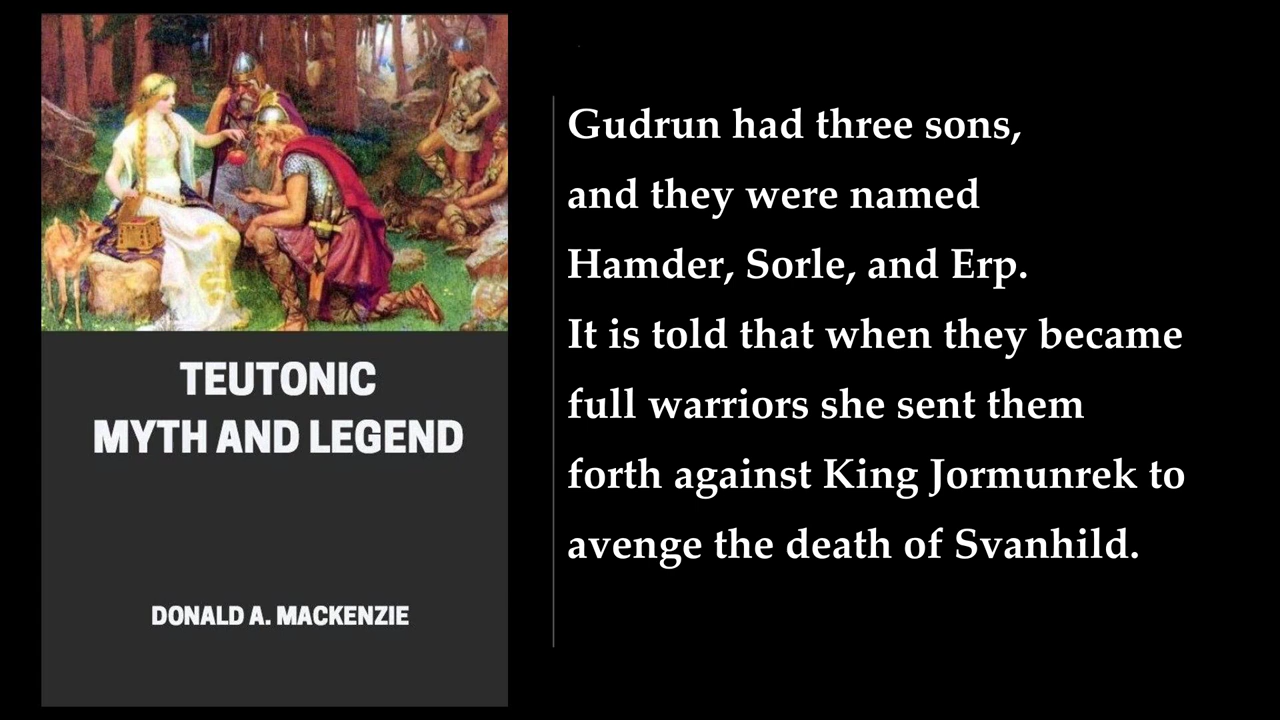 TEUTONIC
MYTH AND LEGEND
DONALD A. MACKENZIE
Gudrun had three sons,
and they were named
Hamder, Sorle, and Erp.
It is told that when they became
full warriors she sent them
forth against King Jormunrek to
avenge the death of Svanhild.